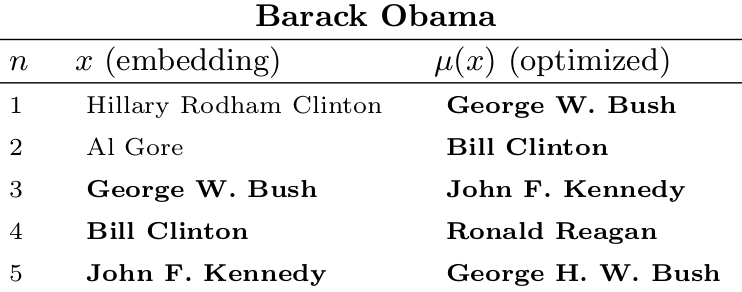 Barack Obama
n x (embedding) μ(x) (optimized)
1 Hillary Rodham Clinton George W. Bush
2 Al Gore Bill Clinton
3 George W. Bush John F. Kennedy
4 Bill Clinton Ronald Reagan
5 John F. Kennedy George H. W. Bush